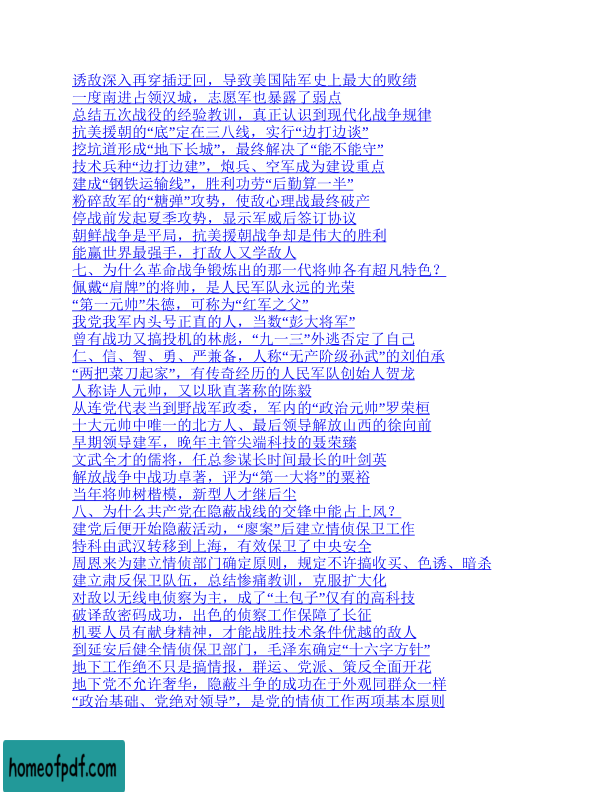 诱敌深入再穿插迂回，导致美国陆军史上最大的败绩
一度南进占领汉城，志愿军也暴露了弱点
总结五次战役的经验教训，真正认识到现代化战争规律
抗美援朝的“底”定在三八线，实行“边打边谈”
挖坑道形成“地下长城”，最终解决了“能不能守”
技术兵种“边打边建”，炮兵、空军成为建设重点
建成“钢铁运输线”，胜利功劳“后勤算一半”
粉碎敌军的“糖弹”攻势，使敌心理战最终破产
停战前发起夏季攻势，显示军威后签订协议
朝鲜战争是平局，抗美援朝战争却是伟大的胜利
能赢世界最强手，打敌人又学敌人
七、为什么革命战争锻炼出的那一代将帅各有超凡特色？
佩戴“肩牌”的将帅，是人民军队永远的光荣
“第一元帅”朱德，可称为“红军之父”
我党我军内头号正直的人，当数“彭大将军”
曾有战功又搞投机的林彪，“九一三”外逃否定了自己
仁、信、智、勇、严兼备，人称“无产阶级孙武”的刘伯承
“两把菜刀起家”，有传奇经历的人民军队创始人贺龙
人称诗人元帅，又以耿直著称的陈毅
从连党代表当到野战军政委，军内的“政治元帅”罗荣桓
十大元帅中唯一的北方人、最后领导解放山西的徐向前
早期领导建军，晚年主管尖端科技的聂荣臻
文武全才的儒将，任总参谋长时间最长的叶剑英
解放战争中战功卓著，评为“第一大将”的粟裕
当年将帅树楷模，新型人才继后尘
八、为什么共产党在隐蔽战线的交锋中能占上风？
建党后便开始隐蔽活动，“廖案”后建立情侦保卫工作
特科由武汉转移到上海，有效保卫了中央安全
周恩来为建立情侦部门确定原则，规定不许搞收买、色诱、暗杀
建立肃反保卫队伍，总结惨痛教训，克服扩大化
对敌以无线电侦察为主，成了“土包子”仅有的高科技
破译敌密码成功，出色的侦察工作保障了长征
机要人员有献身精神，才能战胜技术条件优越的敌人
到延安后健全情侦保卫部门，毛泽东确定“十六字方针”
地下工作绝不只是搞情报，群运、党派、策反全面开花
地下党不允许奢华，隐蔽斗争的成功在于外观同群众一样
“政治基础、党绝对领导”，是党的情侦工作两项基本原则
homeofpdf.com